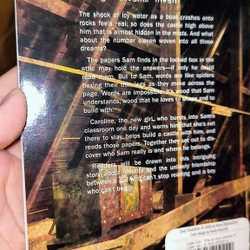 The shock of icy water as a boat crashes onto
rocks feels real; so does the castle high above
him that is almost hidden in the mists. And what
about the number eleven woven into all those
dreams?
The papers Sam finds in the locked box in the
attic may hold the answers—if only he could
read them. But to Sam, words are like spiders
flexing their as they move across the
page. Words are impossible. It's wood that Sam
understands, wood that he loves to shape and to
build with.
Caroline, the new girl who bursts into Sam's
classroom one day and warns him that she's not
there to stay, helps build a castle with him, and
reads those papers. Together they set out to dis-
cover who Sam really is and where he belongs.
Readers will be drawn into this intriguing
story about identity and the unlikely friendship
between a boy who can't stop reading and a boy
who can't begin.